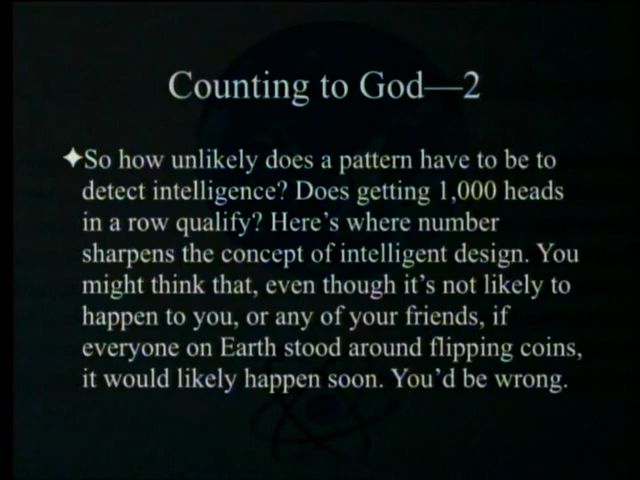 Counting to God—2
✦So how unlikely does a pattern have to be to
detect intelligence? Does getting 1,000 heads
in a row qualify? Here's where number
sharpens the concept of intelligent design. You
might think that, even though it's not likely to
happen to you, or any of your friends, if
everyone on Earth stood around flipping coins,
it would likely happen soon. You'd be wrong.